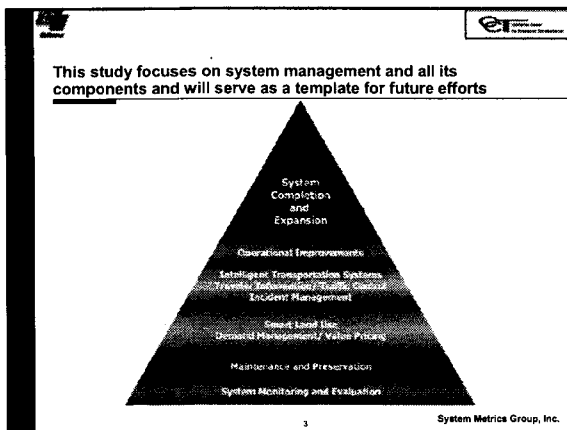 CCIT
This study focuses on system management and all its
components and will serve as a template for future efforts
System
Completion
and
Expansion
Operational Improvements
Intelligent Transportation Systems
Traveler Information/Traffic Control
Incident Management
Smart Land Use
Demand Management/ Value Pricing
Maintenance and Preservation
System Monitoring and Evaluation
3
System Metrics Group, Inc.